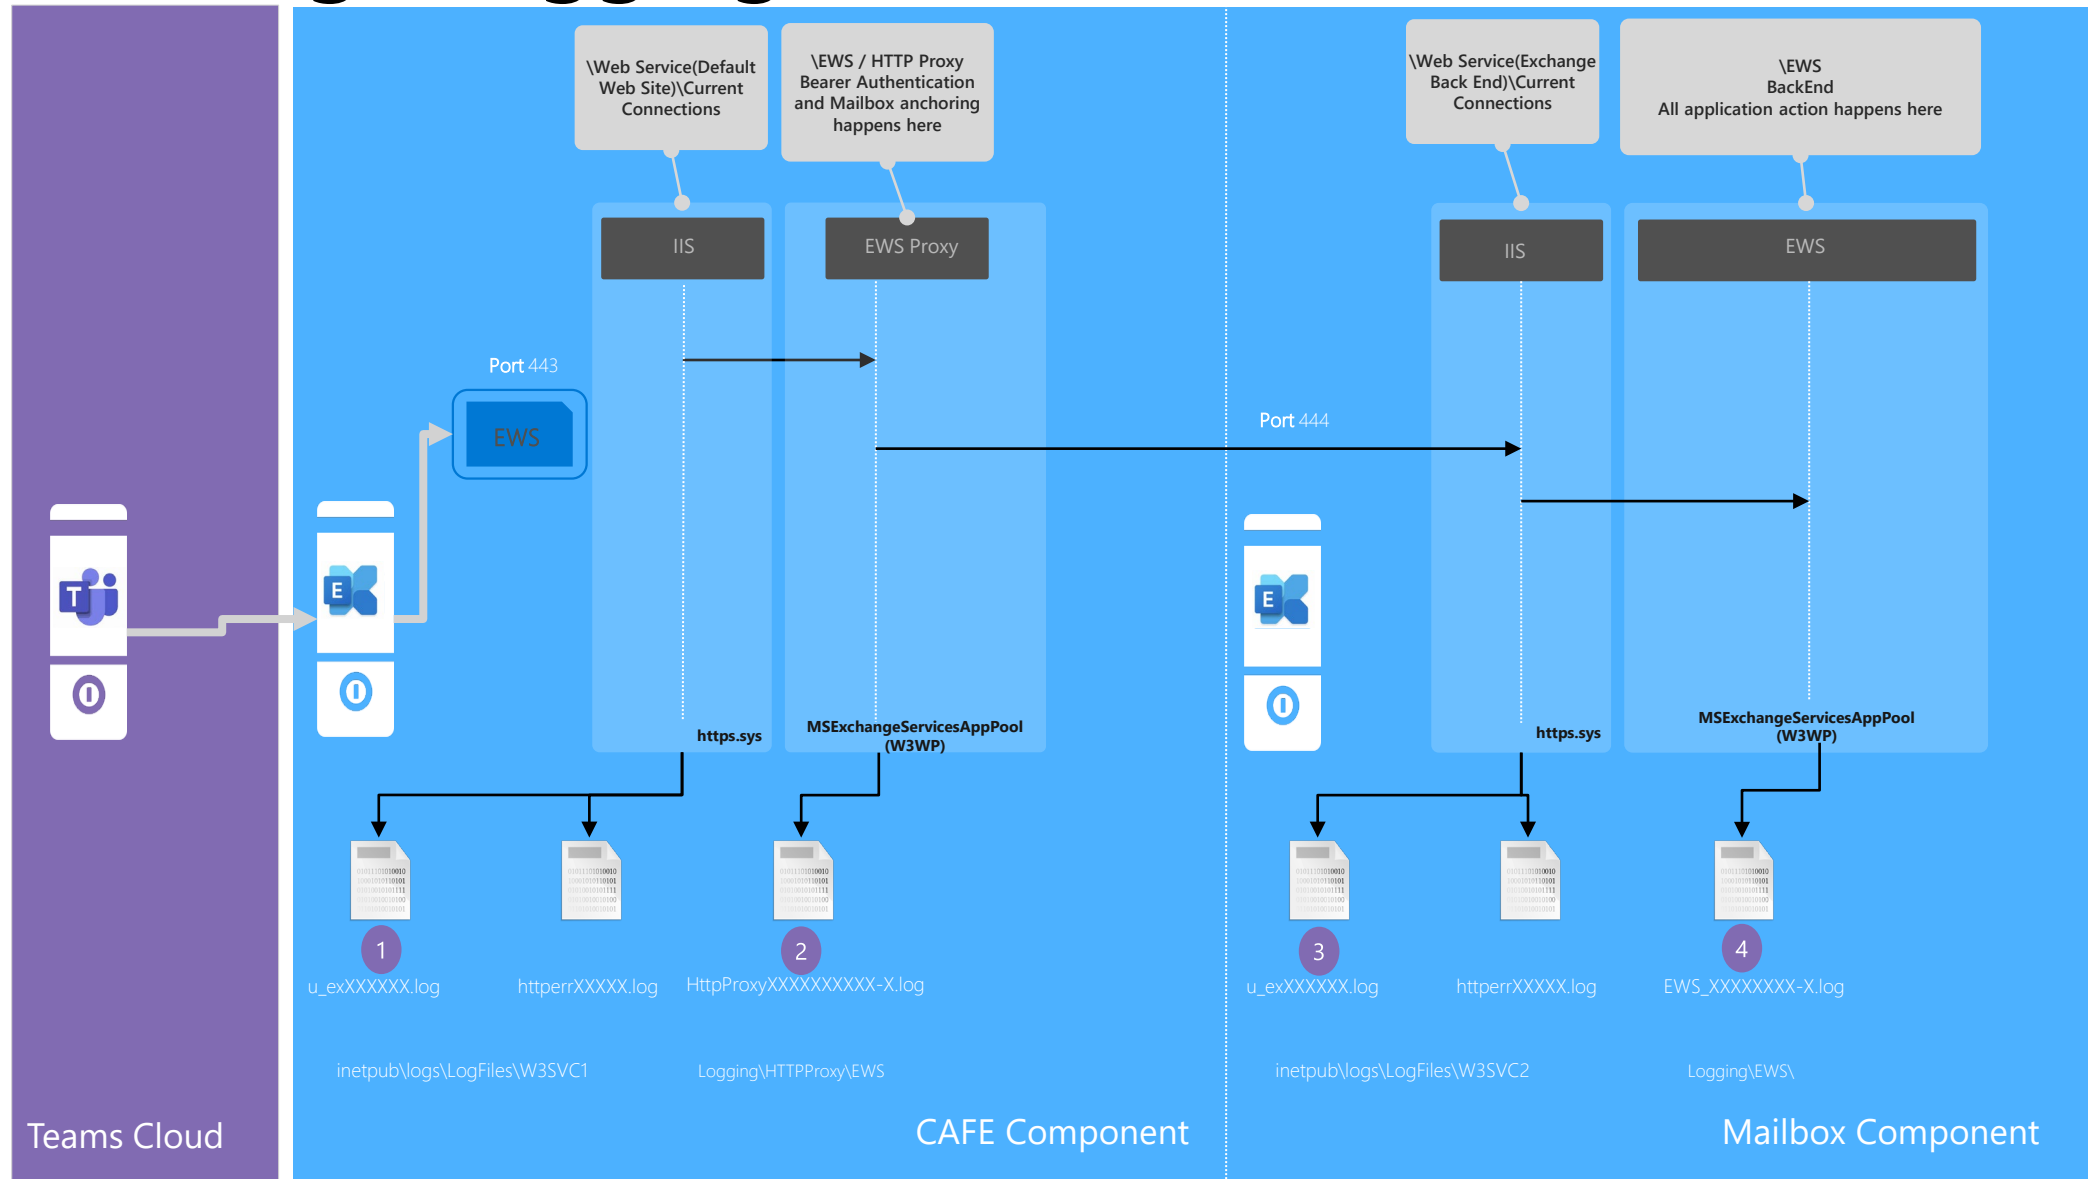 \Web Service(Default
Web Site)\Current
Connections
\EWS / HTTP Proxy
Bearer Authentication
and Mailbox anchoring
happens here
\Web Service(Exchange
Back End)\Current
Connections
\EWS
BackEnd
All application action happens here
IIS
EWS Proxy
IIS
EWS
Port 443
EWS
Port 444
T
E
E
https.sys
MSExchangeServicesAppPool
(W3WP)
https.sys
MSExchangeServicesAppPool
(W3WP)
1
2
3
4
u_exXXXXXX.log
httperrXXXXX.log
HttpProxyXXXXXXXXXX-X.log
u_exXXXXXX.log
httperrXXXXX.log
EWS_XXXXXXXX-X.log
inetpub\logs\LogFiles\W3SVC1
Logging\HTTPProxy\EWS
inetpub\logs\LogFiles\W3SVC2
Logging\EWS\
Teams Cloud
CAFE Component
Mailbox Component